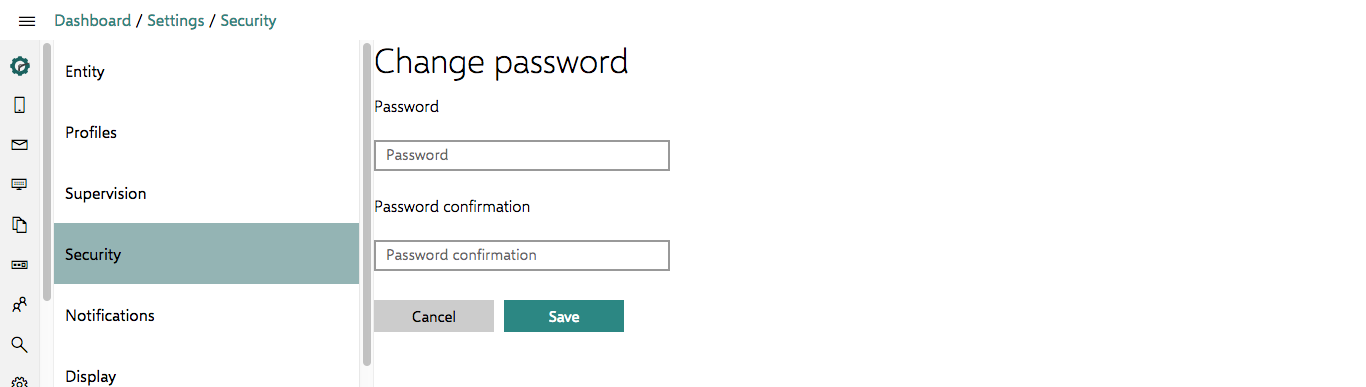 Dashboard / Settings / Security
Entity
Profiles
Supervision
Security
Notifications
Display
Change password
Password
Password
Password confirmation
Password confirmation
Cancel
Save